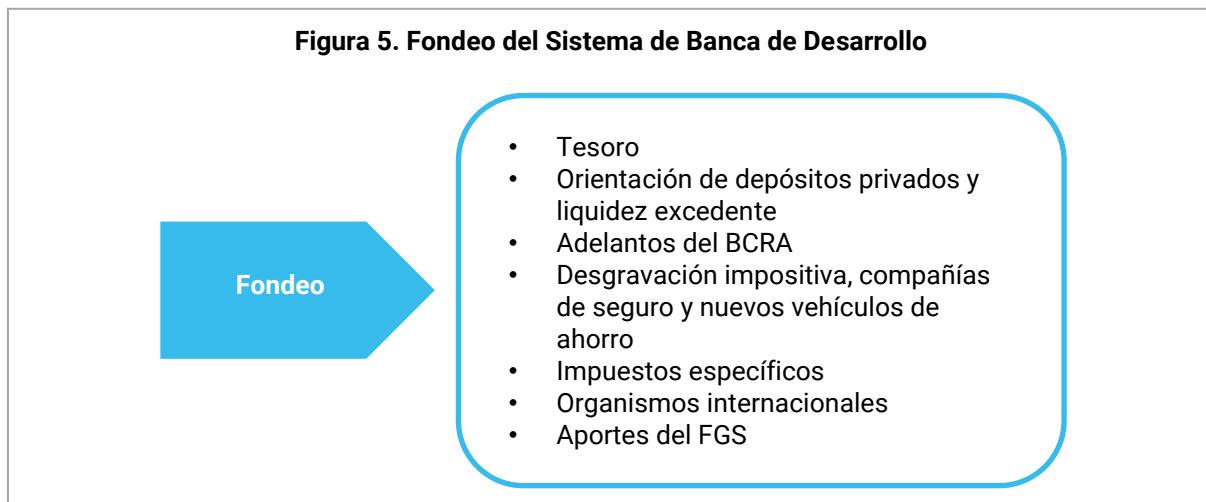 Figura 5. Fondeo del Sistema de Banca de Desarrollo
Fondeo
• Tesoro
• Orientación de depósitos privados y
liquidez excedente
• Adelantos del BCRA
• Desgravación impositiva, compañías
de seguro y nuevos vehículos de
ahorro
• Impuestos específicos
• Organismos internacionales
• Aportes del FGS